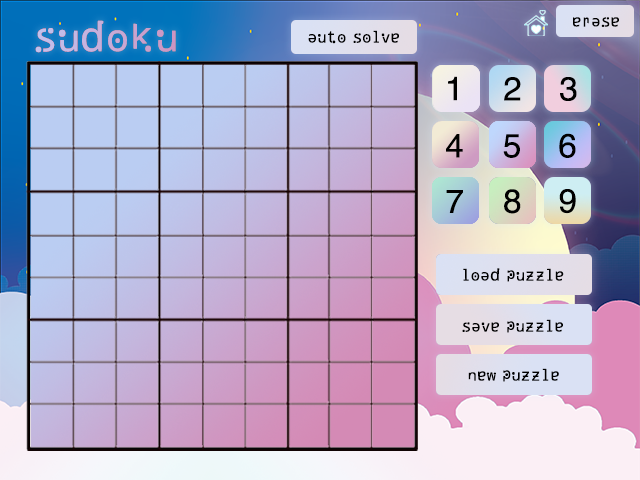 sudoku
auto solve
erase
1 2 3
4 5 6
7 8 9
load puzzle
save puzzle
new puzzle